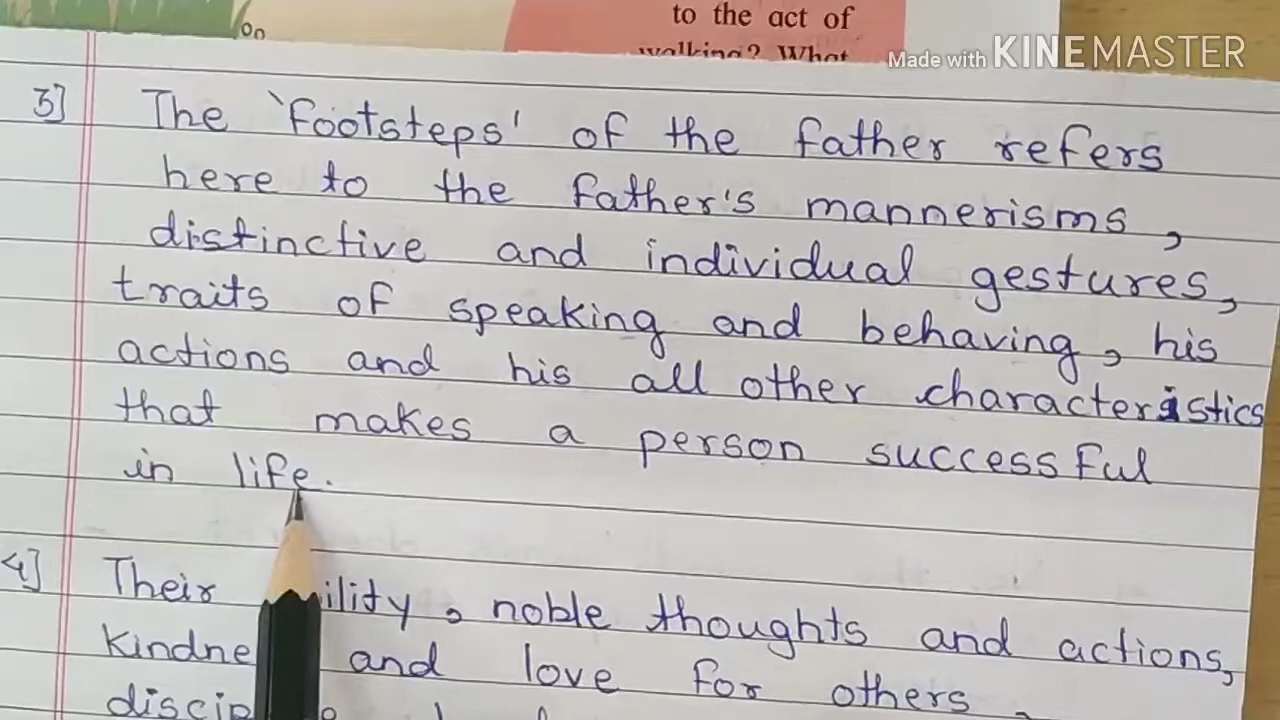 to the act of
walking? What
Made with KINEMASTER
3] The 'footsteps' of the father refers
here to the father's mannerisms,
distinctive and individual gestures,
traits of speaking and behaving, his
actions and his all other characteristics
that makes a person successful
in life.
4] Their noble thoughts and actions,
and love for others,